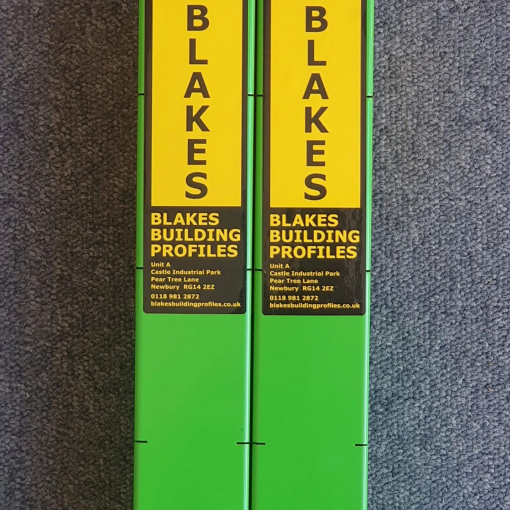 BLAKES
BLAKES BUILDING PROFILES
Unit A
Castle Industrial Park
Pear Tree Lane
Newbury RG14 2EZ
0118 981 2872
blakesbuildingprofiles.co.uk
BLAKES
BLAKES BUILDING PROFILES
Unit A
Castle Industrial Park
Pear Tree Lane
Newbury RG14 2EZ
0118 981 2872
blakesbuildingprofiles.co.uk